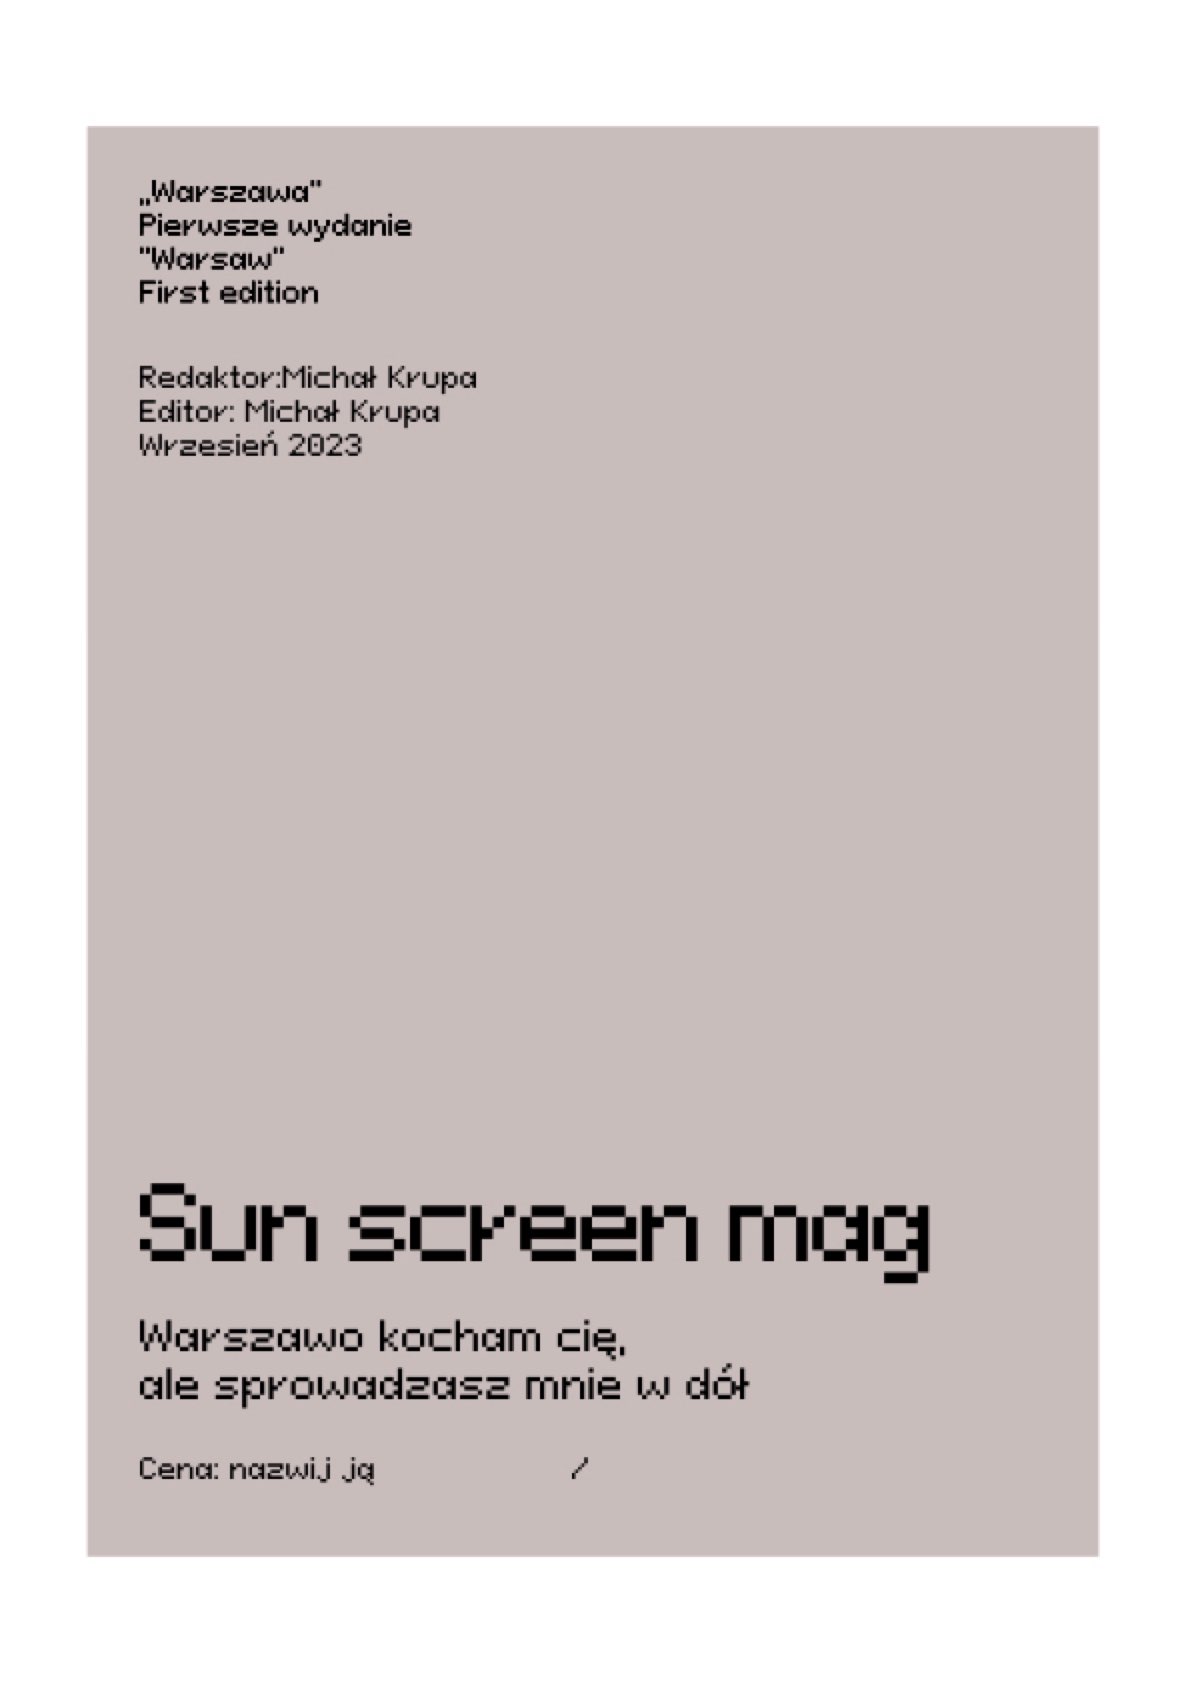 „Warszawa"
Pierwsze wydanie
"Warsaw"
First edition
Redaktor:Michał Krupa
Editor: Michał Krupa
Wrzesień 2023
Sun screen mag
Warszawo kocham cię,
ale sprowadzasz mnie w dół
Cena: nazwij ją /